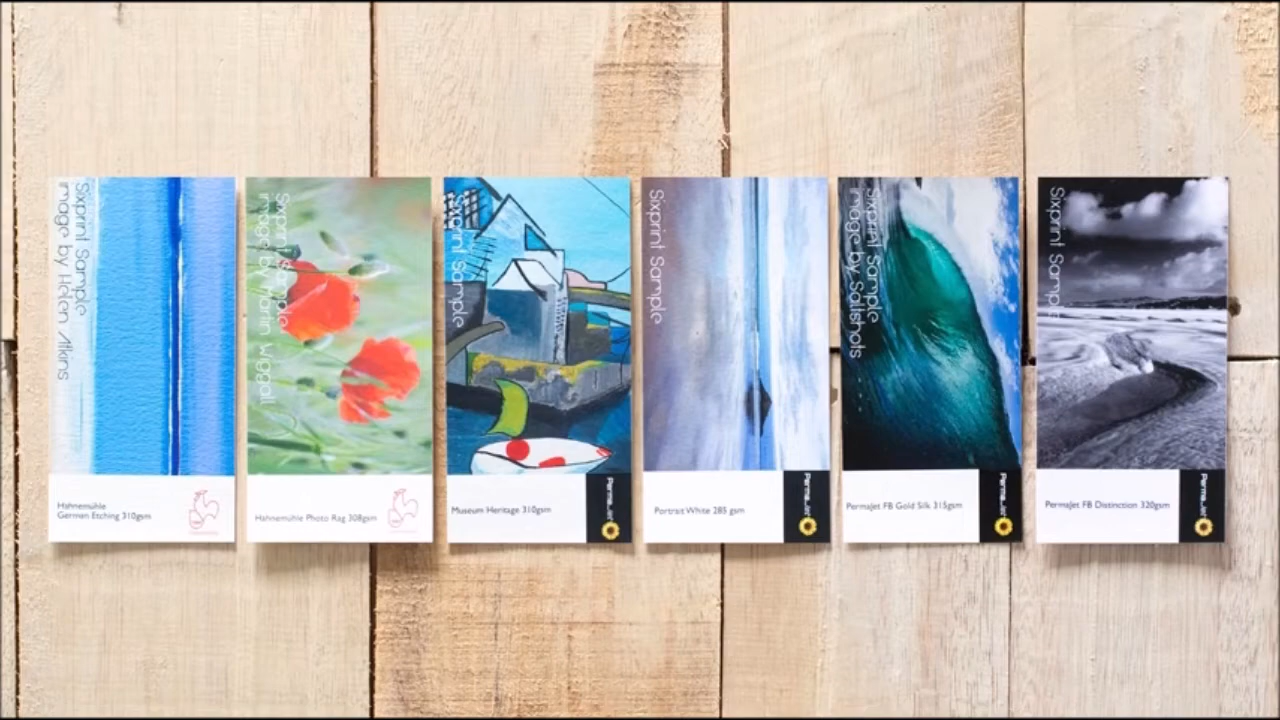 Sixprint Sample
image by Helen Atkins
Hahnemühle
German Etching 310gsm
Sixprint Sample
image by Martin Wiggall
Hahnemühle Photo Rag 308gsm
Sixprint Sample
Museum Heritage 310gsm
PermaJet
Sixprint Sample
Portrait White 285 gsm
PermaJet
Sixprint Sample
image by Saltshots
PermaJet FB Gold Silk 315gsm
PermaJet
Sixprint Sample
PermaJet FB Distinction 320gsm
PermaJet